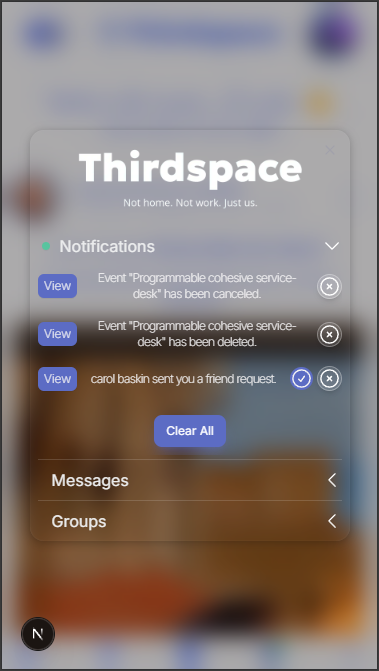 Thirdspace
Not home. Not work. Just us.
Notifications
View
Event "Programmable cohesive service-
desk" has been canceled.
View
Event "Programmable cohesive service-
desk" has been deleted.
View
carol baskin sent you a friend request.
Clear All
Messages
Groups
N